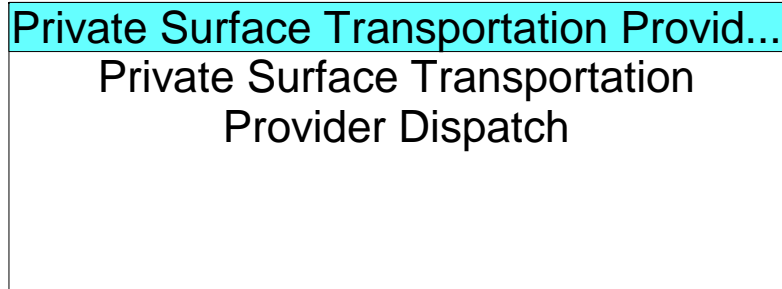 Private Surface Transportation Provid...
Private Surface Transportation
Provider Dispatch